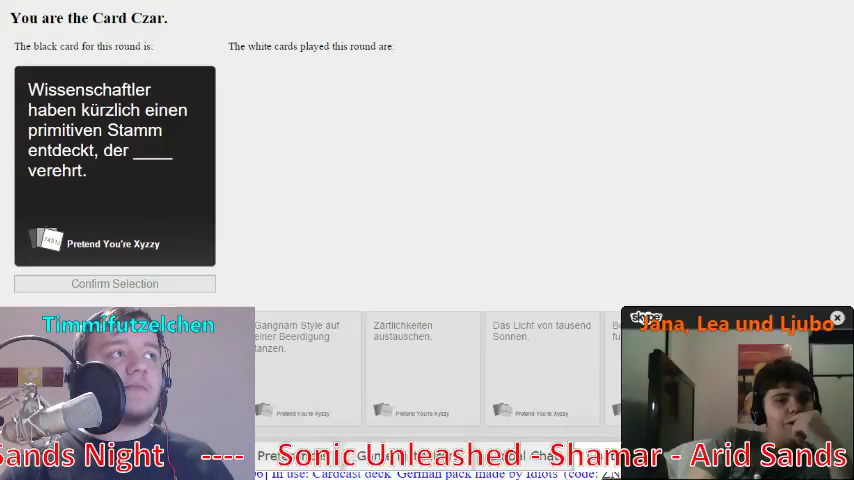 You are the Card Czar.
The black card for this round is:
The white cards played this round are:
Wissenschaftler
haben kürzlich einen
primitiven Stamm
entdeckt, der ____
verehrt.
Pretend You're Xyzzy
Confirm Selection
Timmifutzelchen
Gangnam Style auf
einer Beerdigung
tanzen.
Pretend You're Xyzzy
Zärtlichkeiten
austauschen.
Pretend You're Xyzzy
Das Licht von tausend
Sonnen.
Pretend You're Xyzzy
skype
Jana, Lea und Ljubo
Sands Night ---- Sonic Unleashed - Shamar - Arid Sands
In use: Cardcast deck 'German pack made by Idiots' (code: